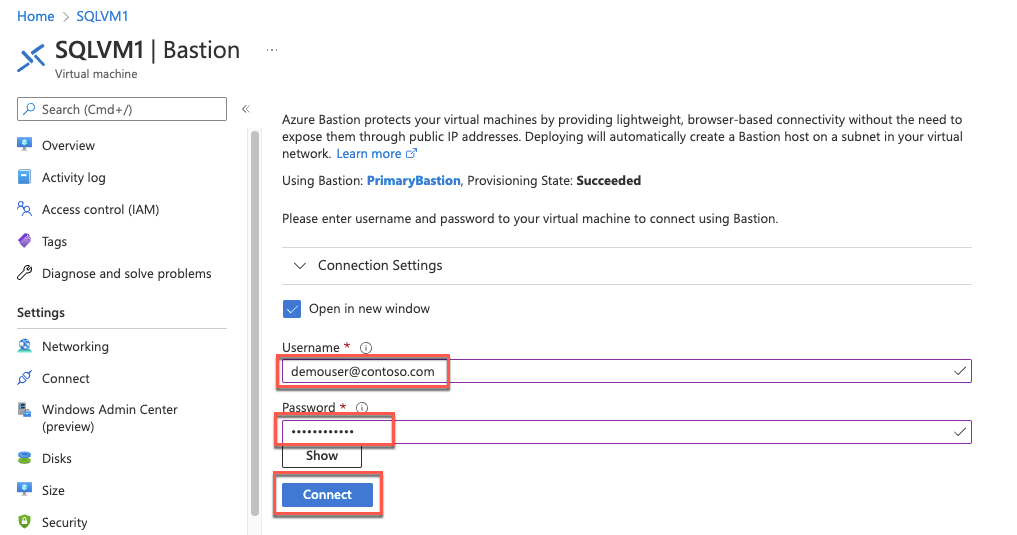 Home > SQLVM1
SQLVM1 | Bastion ...
Virtual machine
Search (Cmd+/)
«
Overview
Activity log
Access control (IAM)
Tags
Diagnose and solve problems
Settings
Networking
Connect
Windows Admin Center
(preview)
Disks
Size
Security
Azure Bastion protects your virtual machines by providing lightweight, browser-based connectivity without the need to
expose them through public IP addresses. Deploying will automatically create a Bastion host on a subnet in your virtual
network. Learn more
Using Bastion: PrimaryBastion, Provisioning State: Succeeded
Please enter username and password to your virtual machine to connect using Bastion.
Connection Settings
Open in new window
Username *
demouser@contoso.com
Password *
••••••••••••
Show
Connect